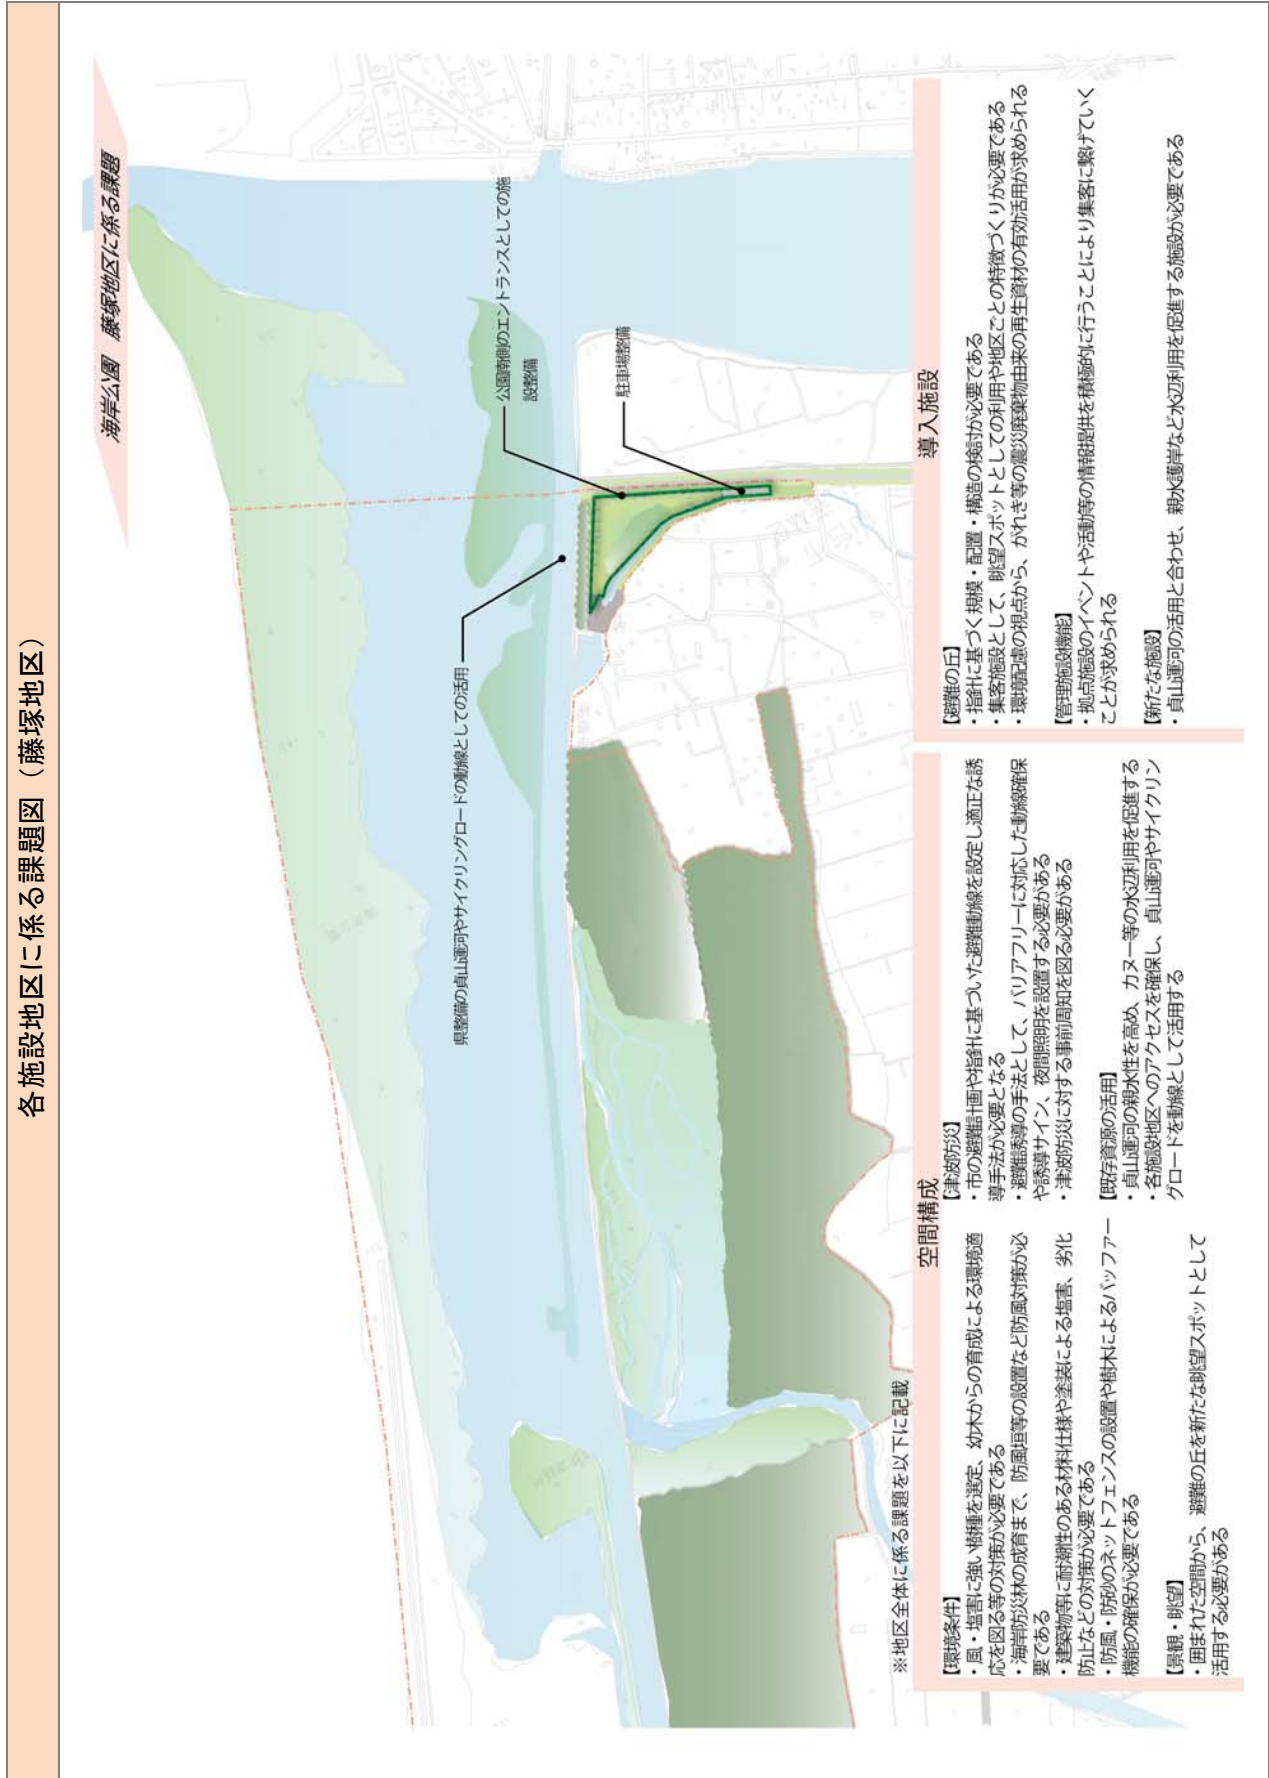 各施設地区に係る課題図（藤塚地区）
海岸公園　藤塚地区に係る課題
県整備の貞山運河やサイクリングロードの動線としての活用
公園南側のエントランスとしての施
設整備
駐車場整備
※地区全体に係る課題を以下に記載
空間構成
【環境条件】
・風・塩害に強い樹種を選定、幼木からの育成による環境適
応を図る等の対策が必要である
・海岸防災林の成育まで、防風垣等の設置など防風対策が必
要である
・建築物等に耐潮性のある材料仕様や塗装による塩害、劣化
防止などの対策が必要である
・防風・防砂のネットフェンスの設置や樹木によるバッファー
機能の確保が必要である
【景観・眺望】
・囲まれた空間から、避難の丘を新たな眺望スポットとして
活用する必要がある
【津波防災】
・市の避難計画や指針に基づいた避難動線を設定し適正な誘
導手法が必要となる
・避難誘導の手法として、バリアフリーに対応した動線確保
や誘導サイン、夜間照明を設置する必要がある
・津波防災に対する事前周知を図る必要がある
【既存資源の活用】
・貞山運河の親水性を高め、カヌー等の水辺利用を促進する
・各施設地区へのアクセスを確保し、貞山運河やサイクリン
グロードを動線として活用する
導入施設
【避難の丘】
・指針に基づく規模・配置・構造の検討が必要である
・集客施設として、眺望スポットとしての利用や地区ごとの特徴づくりが必要である
・環境配慮の視点から、がれき等の震災廃棄物由来の再生資材の有効活用が求められる
【管理施設機能】
・拠点施設のイベントや活動等の情報提供を積極的に行うことにより集客に繋げていく
ことが求められる
【新たな施設】
・貞山運河の活用と合わせ、親水護岸など水辺利用を促進する施設が必要である